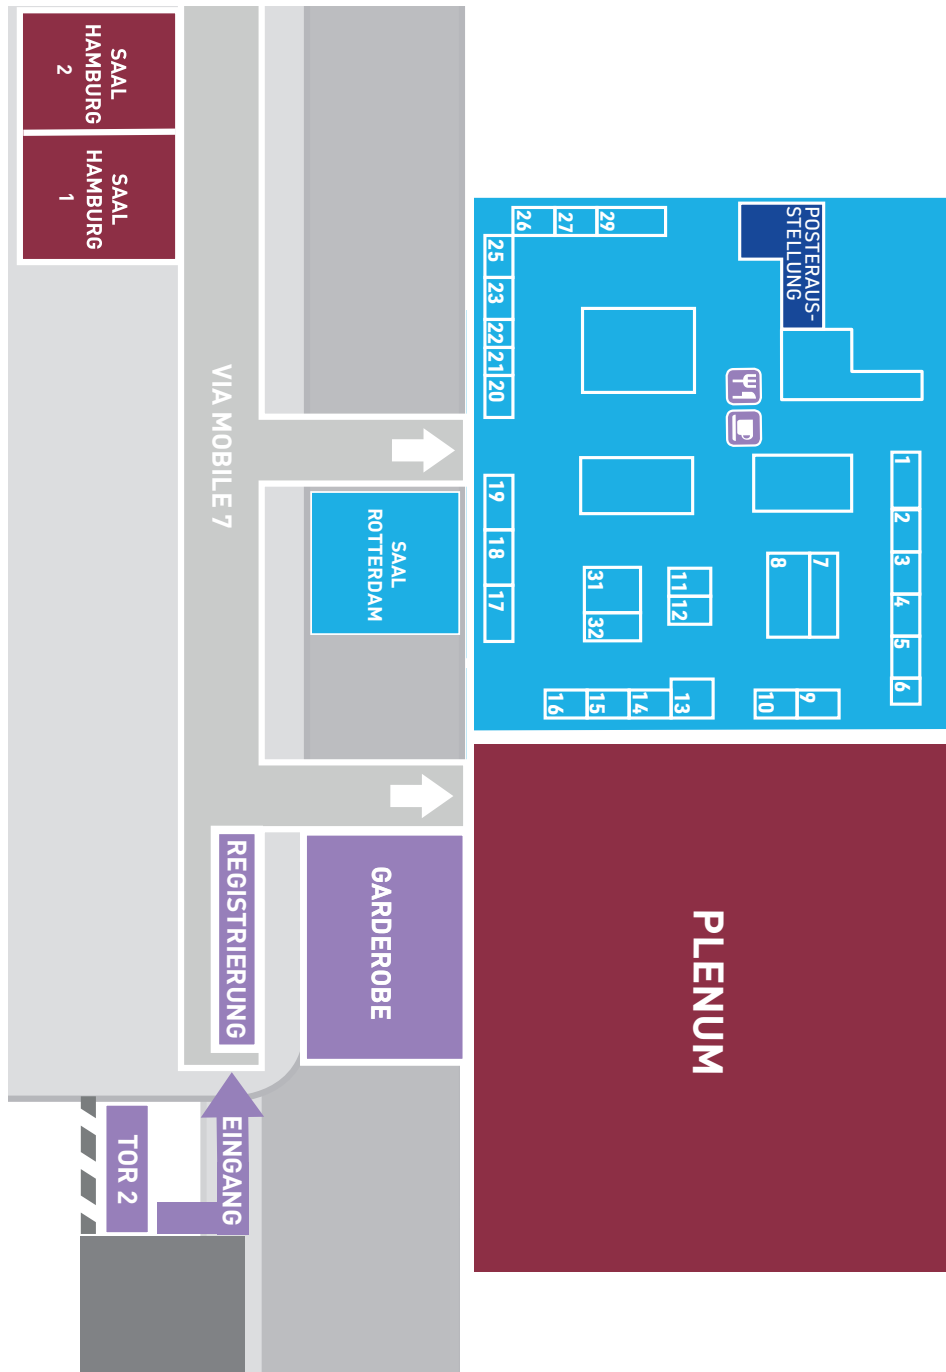 SAAL
HAMBURG
2
SAAL
HAMBURG
1
VIA MOBILE 7
SAAL
ROTTERDAM
REGISTRIERUNG
GARDEROBE
EINGANG
TOR 2
PLENUM
POSTERAUS-
STELLUNG
26
27
29
25
23
22
21
20
19
18
17
1
2
3
4
5
6
7
8
11
12
31
32
9
10
13
14
15
16